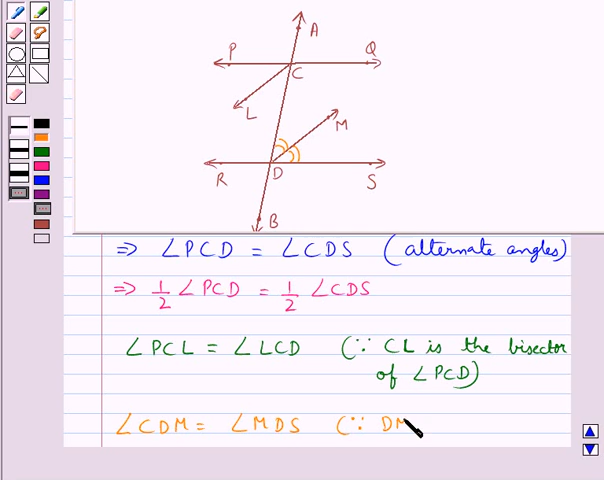 A
P
Q
C
L
M
R
D
S
B
⇒ ∠PCD = ∠CDS (alternate angles)
⇒ 1/2 ∠PCD = 1/2 ∠CDS
∠PCL = ∠LCD (∵ CL is the bisector
of ∠PCD)
∠CDM = ∠MDS (∵ DM